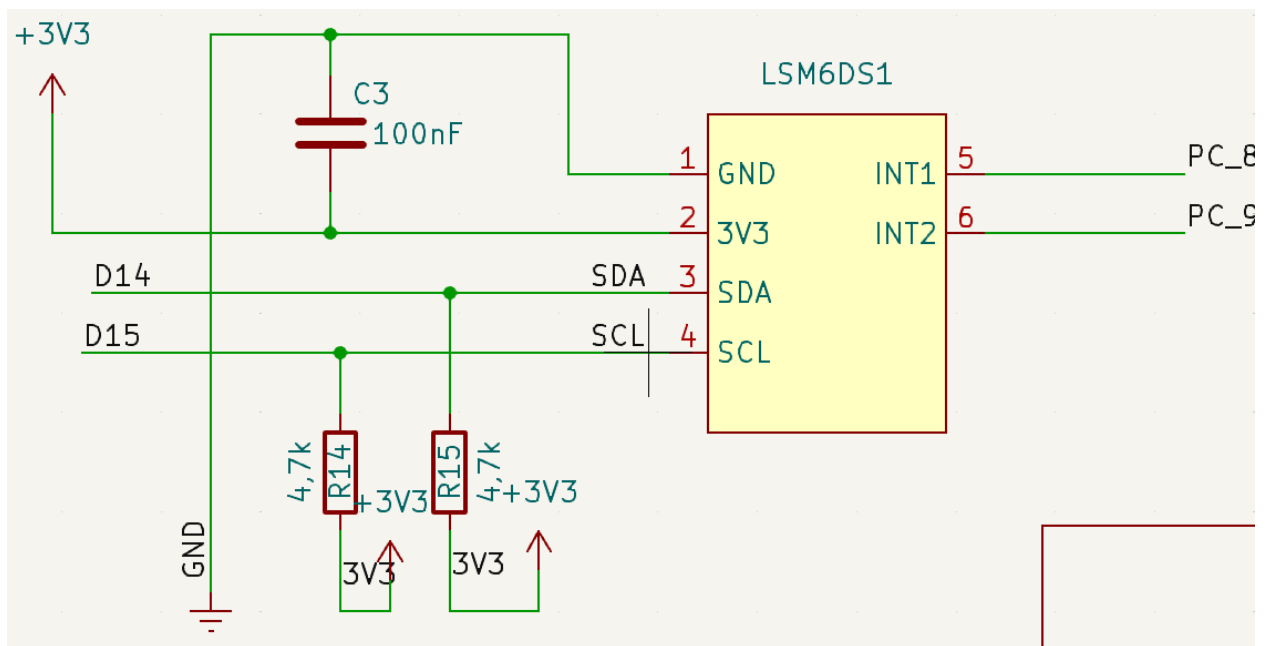 +3V3
LSM6DS1
C3
100nF
1
GND
INT1
5
PC_8
2
3V3
INT2
6
PC_9
D14
SDA
3
SDA
D15
SCL
4
SCL
4,7k
R14
+3V3
R15
4,7k
+3V3
GND
3V3
3V3